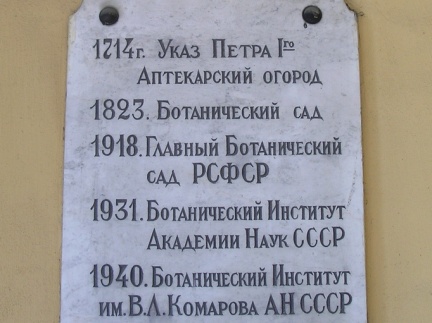 1714г. Указ Петра Iго
Аптекарский огород
1823. Ботанический сад
1918. Главный Ботанический
сад РСФСР
1931. Ботанический Институт
Академии Наук СССР
1940. Ботанический Институт
им. В.Л. Комарова АН СССР